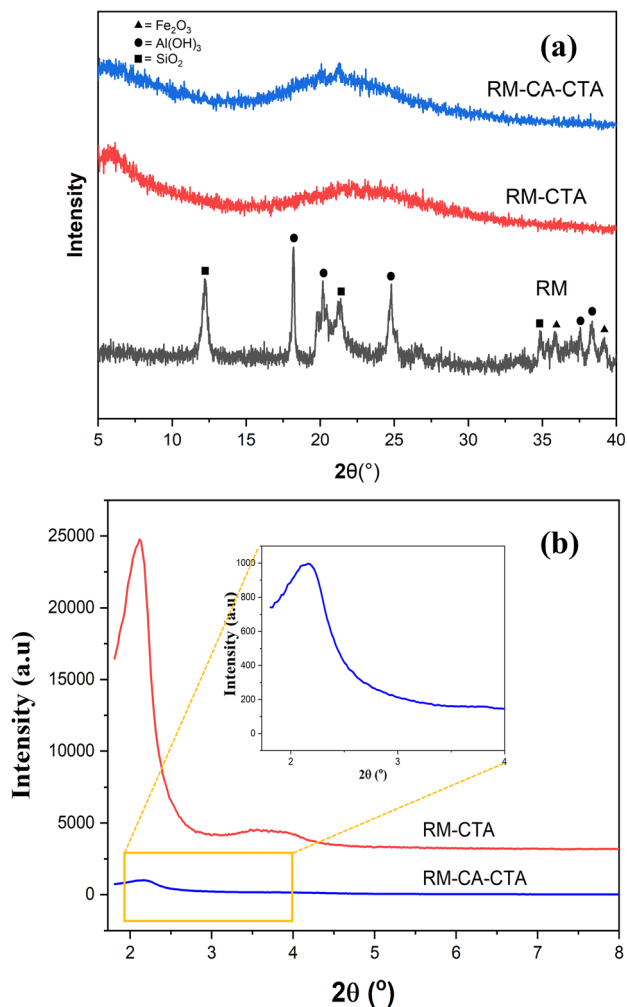 ▲= Fe₂O₃
●= Al(OH)₃
■= SiO₂
(a)
RM-CA-CTA
RM-CTA
RM
Intensity
5 10 15 20 25 30 35 40
2θ(°)
(b)
25000
20000
15000
10000
5000
0
Intensity (a.u)
1000
800
600
400
200
0
Intensity (a.u)
2 3 4
2θ (°)
RM-CTA
RM-CA-CTA
2 3 4 5 6 7 8
2θ (°)